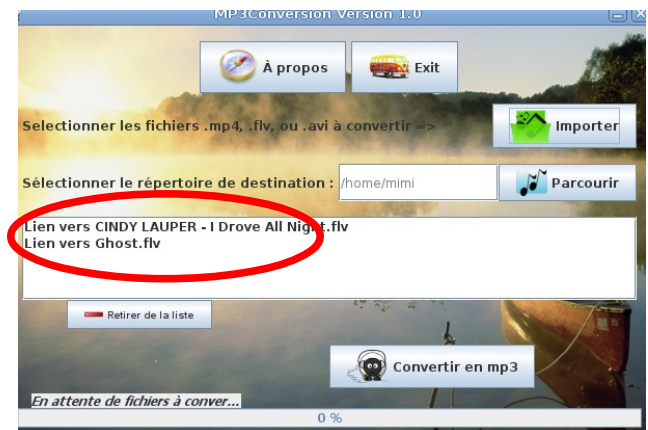 MP3Conversion Version 1.0
À propos
Exit
Selectionner les fichiers .mp4, .flv, ou .avi à convertir =>
Importer
Sélectionner le répertoire de destination :
/home/mimi
Parcourir
Lien vers CINDY LAUPER - I Drove All Night.flv
Lien vers Ghost.flv
Retirer de la liste
Convertir en mp3
En attente de fichiers à conver...
0 %